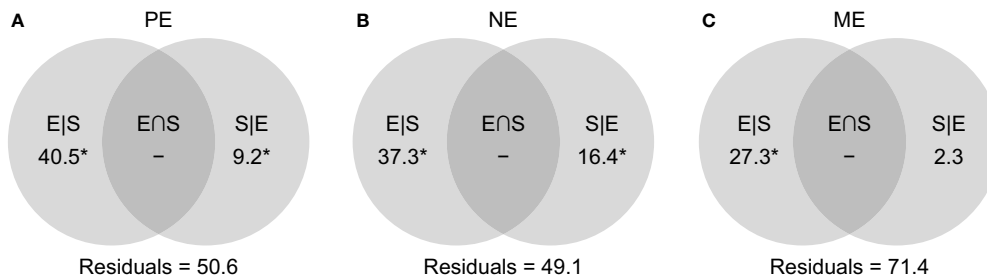 A PE
E|S E∩S S|E
40.5* – 9.2*
Residuals = 50.6
B NE
E|S E∩S S|E
37.3* – 16.4*
Residuals = 49.1
C ME
E|S E∩S S|E
27.3* – 2.3
Residuals = 71.4